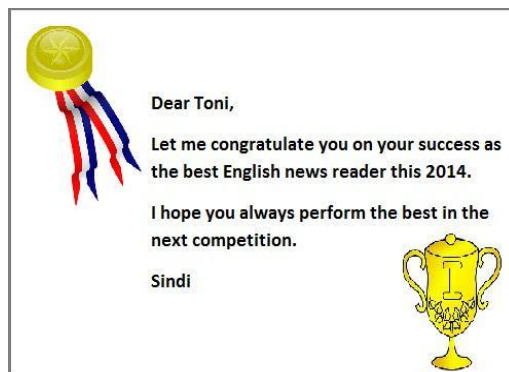 Dear Toni,
Let me congratulate you on your success as
the best English news reader this 2014.
I hope you always perform the best in the
next competition.
Sindi
I